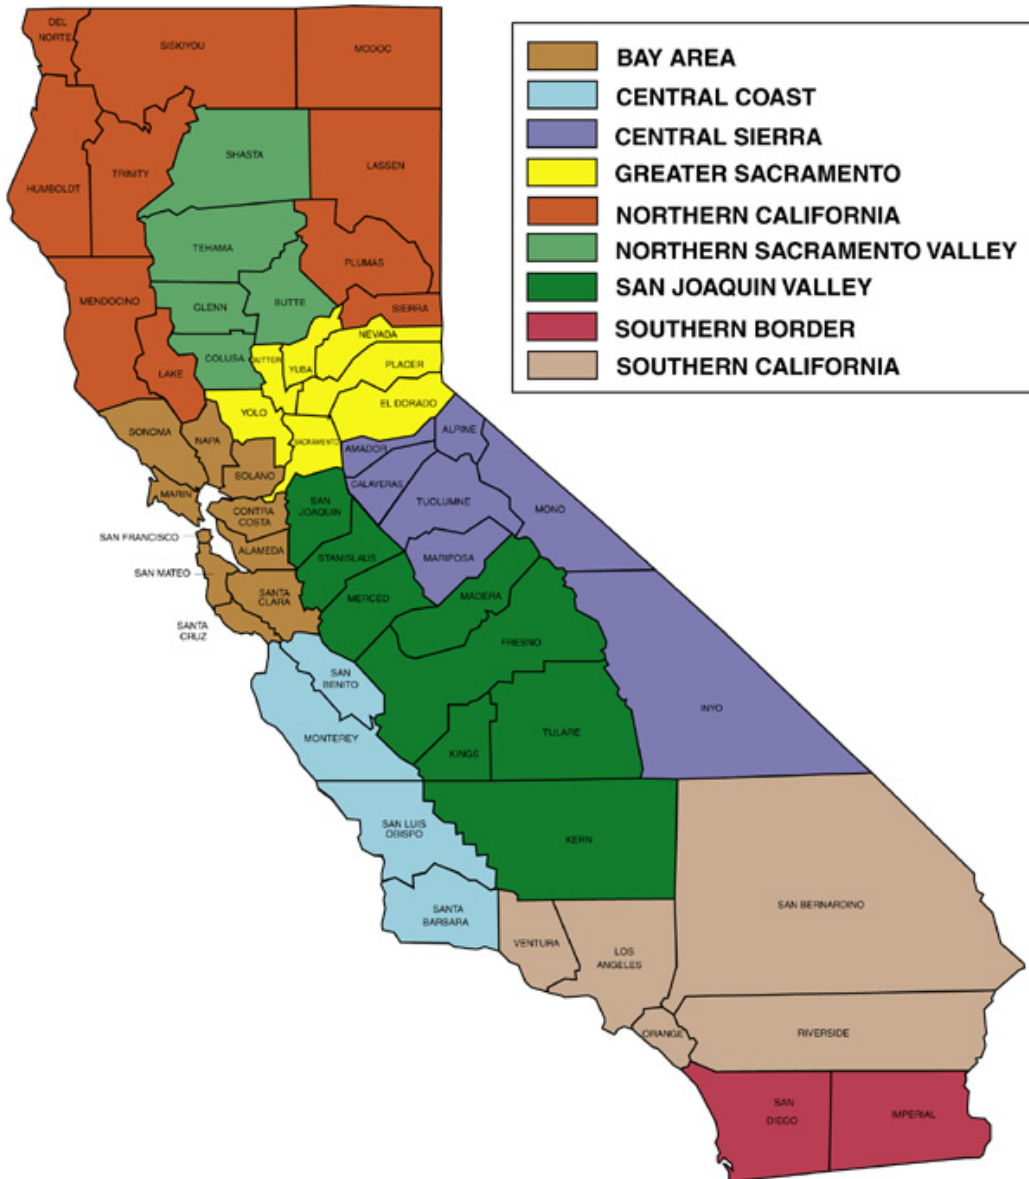 DEL
NORTE
SISKIYOU
MODOC
BAY AREA
CENTRAL COAST
CENTRAL SIERRA
GREATER SACRAMENTO
NORTHERN CALIFORNIA
NORTHERN SACRAMENTO VALLEY
SAN JOAQUIN VALLEY
SOUTHERN BORDER
SOUTHERN CALIFORNIA
SHASTA
LASSEN
TRINITY
HUMBOLDT
TEHAMA
PLUMAS
MENDOCINO
GLENN
BUTTE
SIERRA
NEVADA
COLUSA
SUTTER
YUBA
PLACER
LAKE
EL DORADO
YOLO
SONOMA
NAPA
SACRAMENTO
AMADOR
ALPINE
SOLANO
CALAVERAS
MARIN
SAN
JOAQUIN
TUOLUMNE
MONO
CONTRA
COSTA
SAN FRANCISCO
ALAMEDA
STANISLAUS
MARIPOSA
SAN MATEO
SANTA
CLARA
MERCED
MADERA
SANTA
CRUZ
FRESNO
SAN
BENITO
INYO
MONTEREY
KINGS
TULARE
SAN LUIS
OBISPO
KERN
SANTA
BARBARA
SAN BERNARDINO
VENTURA
LOS
ANGELES
ORANGE
RIVERSIDE
SAN
DIEGO
IMPERIAL